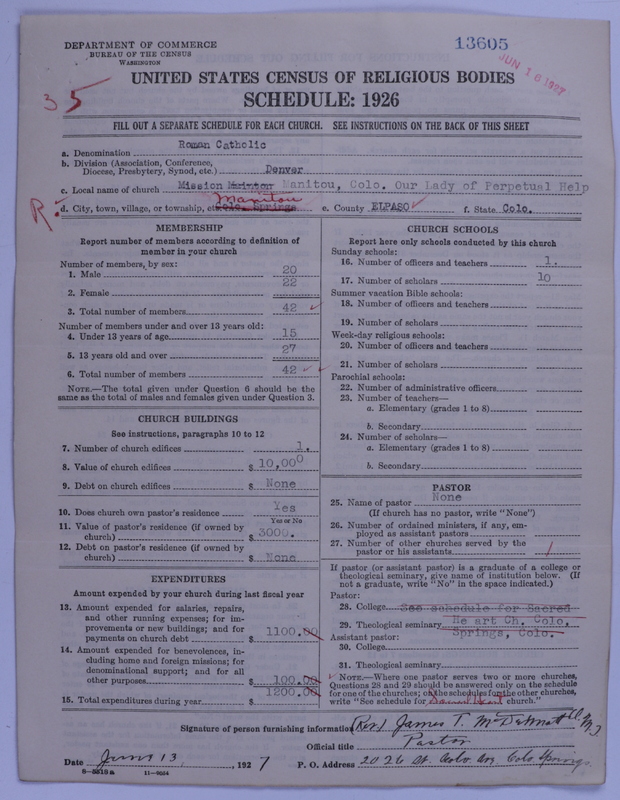 DEPARTMENT OF COMMERCE
BUREAU OF THE CENSUS
WASHINGTON
13605
JUN 16 1927
UNITED STATES CENSUS OF RELIGIOUS BODIES
SCHEDULE: 1926
35
FILL OUT A SEPARATE SCHEDULE FOR EACH CHURCH. SEE INSTRUCTIONS ON THE BACK OF THIS SHEET
a. Denomination Roman Catholic
b. Division (Association, Conference,
Diocese, Presbytery, Synod, etc.) Denver
c. Local name of church Mission Manitou, Colo. Our Lady of Perpetual Help
Manitou
R. d. City, town, village, or township, etc. Colo. Springs e. County ELPASO f. State Colo.
MEMBERSHIP
Report number of members according to definition of
member in your church
Number of members, by sex:
1. Male 20
2. Female 22
3. Total number of members 42
Number of members under and over 13 years old:
4. Under 13 years of age 15
5. 13 years old and over 27
6. Total number of members 42
NOTE.—The total given under Question 6 should be the
same as the total of males and females given under Question 3.
CHURCH BUILDINGS
See instructions, paragraphs 10 to 12
7. Number of church edifices 1.
8. Value of church edifices $ 10,000
9. Debt on church edifices $ None
10. Does church own pastor's residence Yes
Yes or No
11. Value of pastor's residence (if owned by
church) $ 3000.
12. Debt on pastor's residence (if owned by
church) $ None
EXPENDITURES
Amount expended by your church during last fiscal year
13. Amount expended for salaries, repairs,
and other running expenses; for im-
provements or new buildings; and for
payments on church debt $ 1100.00
14. Amount expended for benevolences, in-
cluding home and foreign missions; for
denominational support; and for all
other purposes $ 100.00
15. Total expenditures during year $ 1200.00
CHURCH SCHOOLS
Report here only schools conducted by this church
Sunday schools:
16. Number of officers and teachers 1.
17. Number of scholars 10
Summer vacation Bible schools:
18. Number of officers and teachers
19. Number of scholars
Week-day religious schools:
20. Number of officers and teachers
21. Number of scholars
Parochial schools:
22. Number of administrative officers
23. Number of teachers—
a. Elementary (grades 1 to 8)
b. Secondary
24. Number of scholars—
a. Elementary (grades 1 to 8)
b. Secondary
PASTOR
25. Name of pastor None
(If church has no pastor, write "None")
26. Number of ordained ministers, if any, em-
ployed as assistant pastors
27. Number of other churches served by the
pastor or his assistants 1
If pastor (or assistant pastor) is a graduate of a college or
theological seminary, give name of institution below. (If
not a graduate, write "No" in the space indicated.)
Pastor:
28. College See schedule for Sacred
29. Theological seminary He art Ch. Colo.
Assistant pastor: Springs, Colo.
30. College
31. Theological seminary
NOTE.—Where one pastor serves two or more churches,
Questions 28 and 29 should be answered only on the schedule
for one of the churches; on the schedules for the other churches,
write "See schedule for Sacred Heart church."
Signature of person furnishing information (Rev) James T. McDermott
Official title Pastor
Date June 13, 1927 P. O. Address 2026 W. Colo. Ave Colo Springs.
8—5519a 11—9624